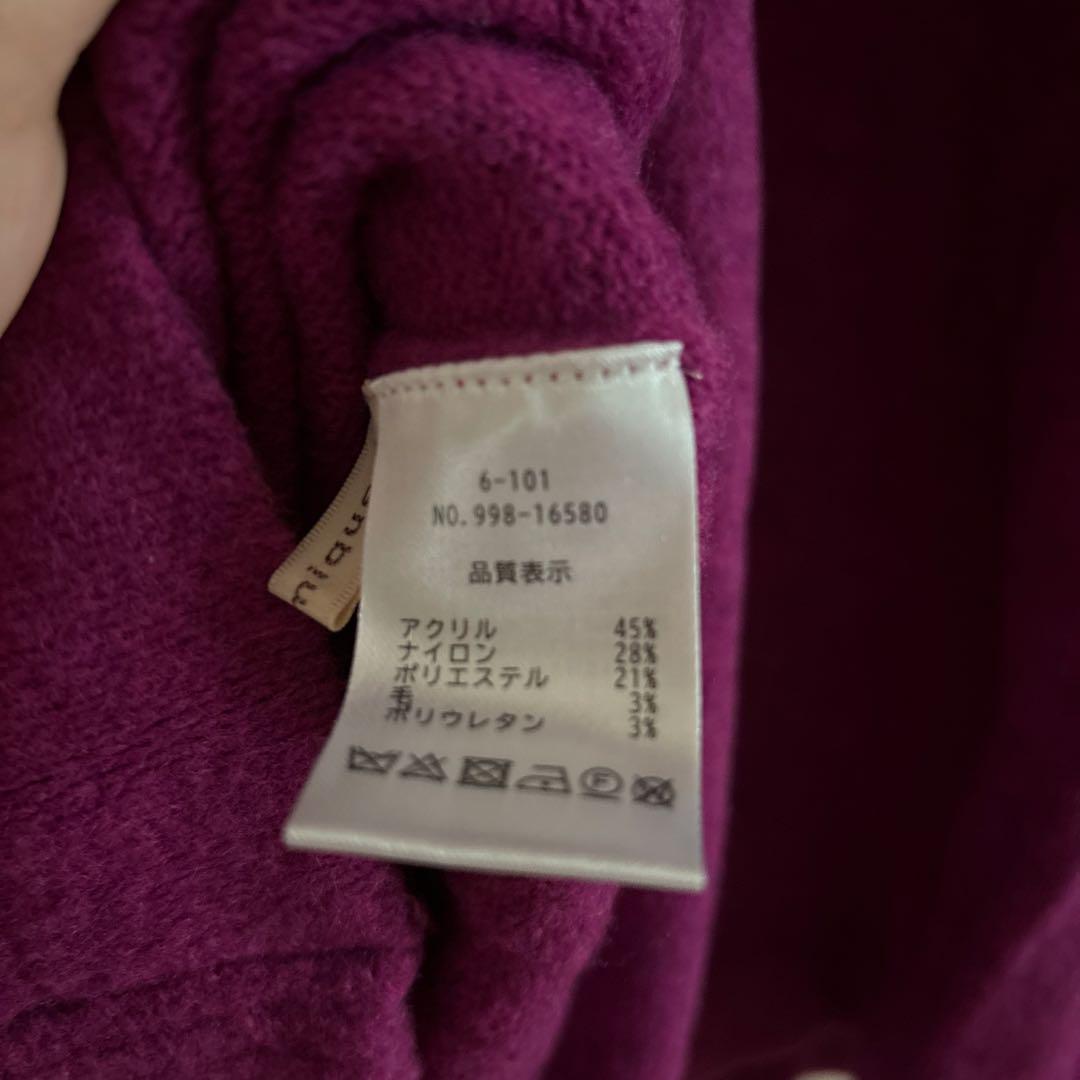 6-101
NO.998-16580
品質表示
アクリル 45%
ナイロン 28%
ポリエステル 21%
毛 3%
ポリウレタン 3%
F